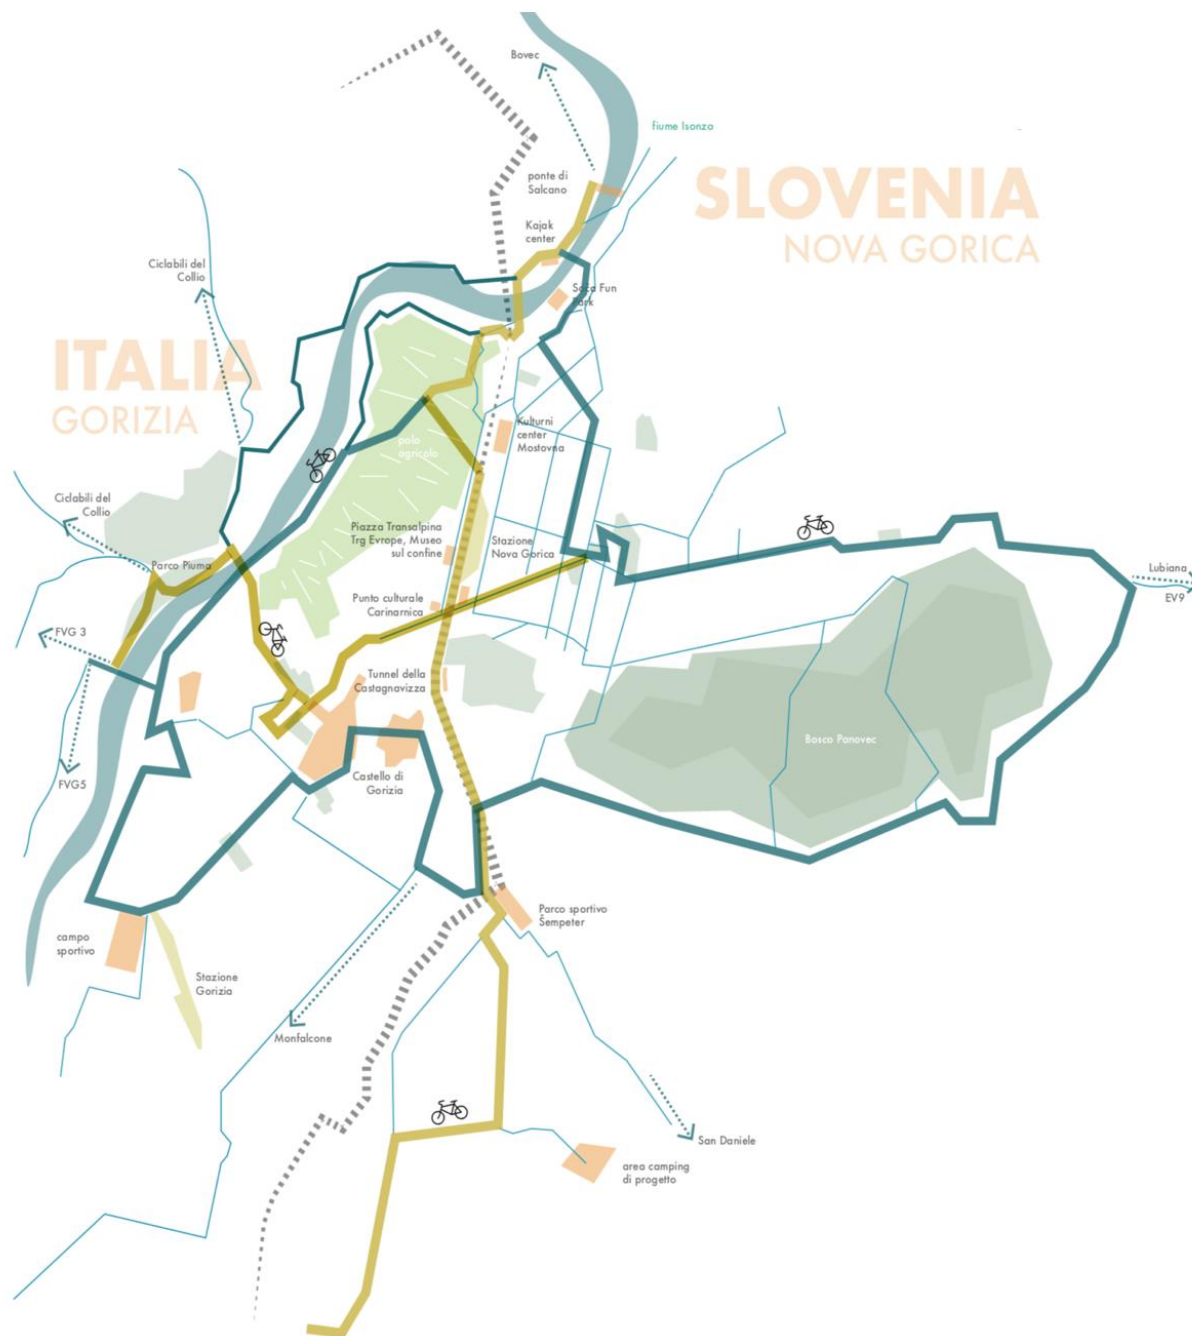 Bovec
fiume Isonzo
ponte di
Salcano
SLOVENIA
NOVA GORICA
Kajak
center
Ciclabili del
Collio
Soča Fun
Park
ITALIA
GORIZIA
Kulturni
center
Mostovna
polo
agricolo
Ciclabili del
Collio
Piazza Transalpina
Trg Evrope, Museo
sul confine
Stazione
Nova Gorica
Parco Piuma
Lubiana
EV9
Punto culturale
Carinarnica
FVG 3
Tunnel della
Castagnavizza
Bosco Panovec
FVG5
Castello di
Gorizia
Parco sportivo
Šempeter
campo
sportivo
Stazione
Gorizia
Monfalcone
San Daniele
area camping
di progetto